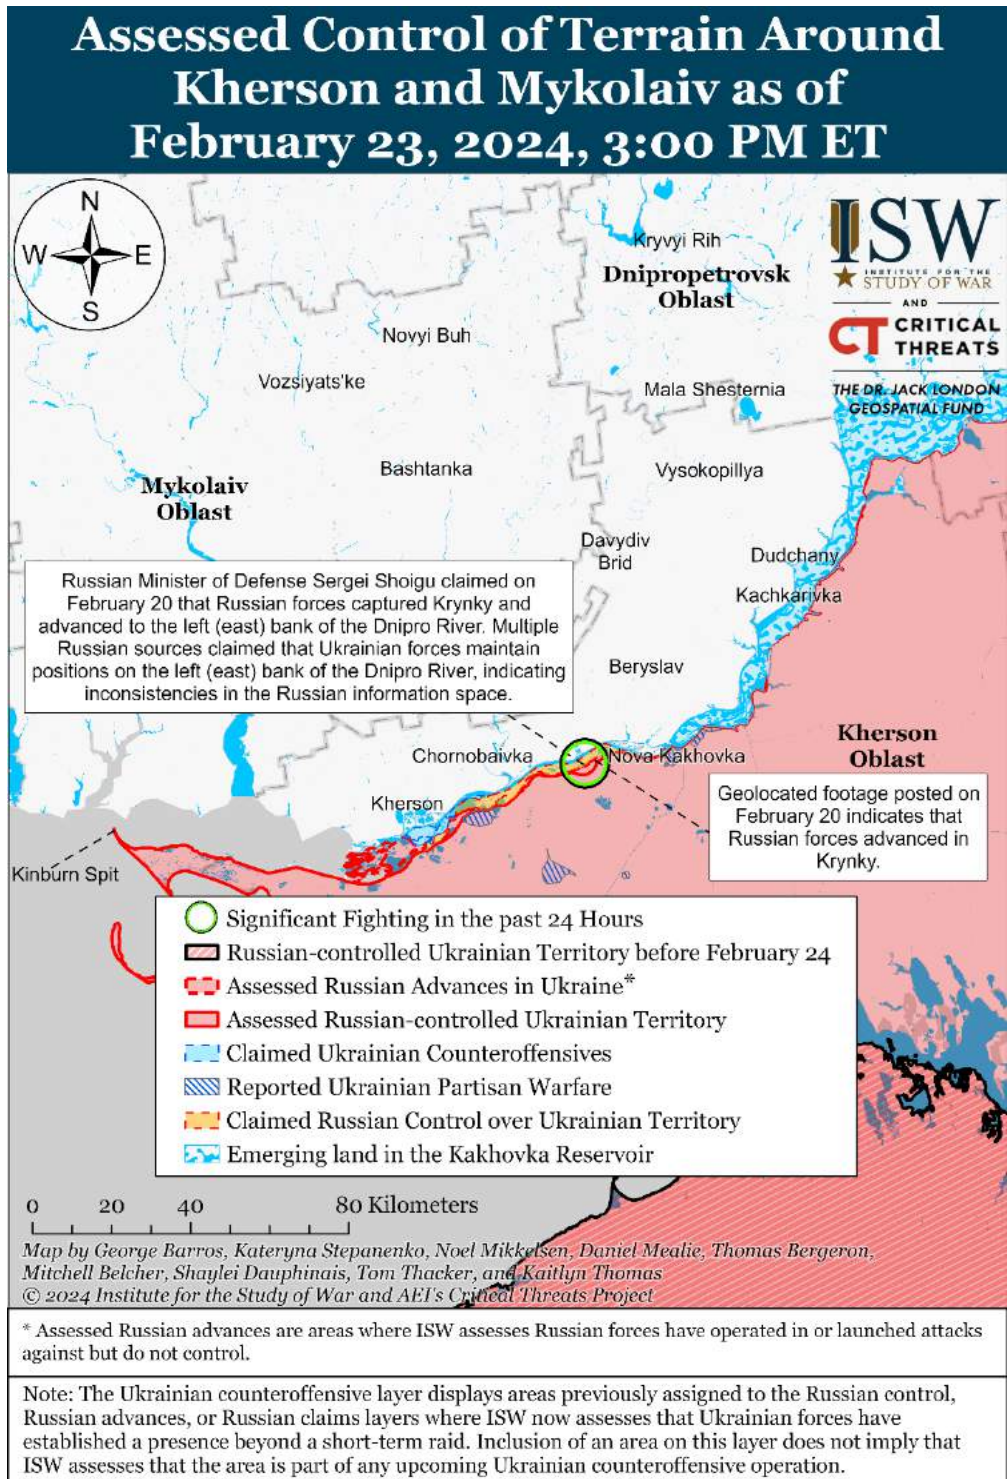 Assessed Control of Terrain Around
Kherson and Mykolaiv as of
February 23, 2024, 3:00 PM ET
N
W
E
S
ISW
INSTITUTE FOR THE
STUDY OF WAR
AND
CT CRITICAL
THREATS
THE DR. JACK LONDON
GEOSPATIAL FUND
Kryvyi Rih
Dnipropetrovsk
Oblast
Novyi Buh
Vozsiyats'ke
Mala Shesternia
Bashtanka
Vysokopillya
Mykolaiv
Oblast
Davydiv
Brid
Dudchany
Kachkarivka
Russian Minister of Defense Sergei Shoigu claimed on
February 20 that Russian forces captured Krynky and
advanced to the left (east) bank of the Dnipro River. Multiple
Russian sources claimed that Ukrainian forces maintain
positions on the left (east) bank of the Dnipro River, indicating
inconsistencies in the Russian information space.
Beryslav
Kherson
Oblast
Chornobaivka
Nova Kakhovka
Kherson
Geolocated footage posted on
February 20 indicates that
Russian forces advanced in
Krynky.
Kinburn Spit
Significant Fighting in the past 24 Hours
Russian-controlled Ukrainian Territory before February 24
Assessed Russian Advances in Ukraine*
Assessed Russian-controlled Ukrainian Territory
Claimed Ukrainian Counteroffensives
Reported Ukrainian Partisan Warfare
Claimed Russian Control over Ukrainian Territory
Emerging land in the Kakhovka Reservoir
0 20 40 80 Kilometers
Map by George Barros, Kateryna Stepanenko, Noel Mikkelsen, Daniel Mealie, Thomas Bergeron,
Mitchell Belcher, Shaylei Dauphinais, Tom Thacker, and Kaitlyn Thomas
© 2024 Institute for the Study of War and AEI's Critical Threats Project
* Assessed Russian advances are areas where ISW assesses Russian forces have operated in or launched attacks
against but do not control.
Note: The Ukrainian counteroffensive layer displays areas previously assigned to the Russian control,
Russian advances, or Russian claims layers where ISW now assesses that Ukrainian forces have
established a presence beyond a short-term raid. Inclusion of an area on this layer does not imply that
ISW assesses that the area is part of any upcoming Ukrainian counteroffensive operation.